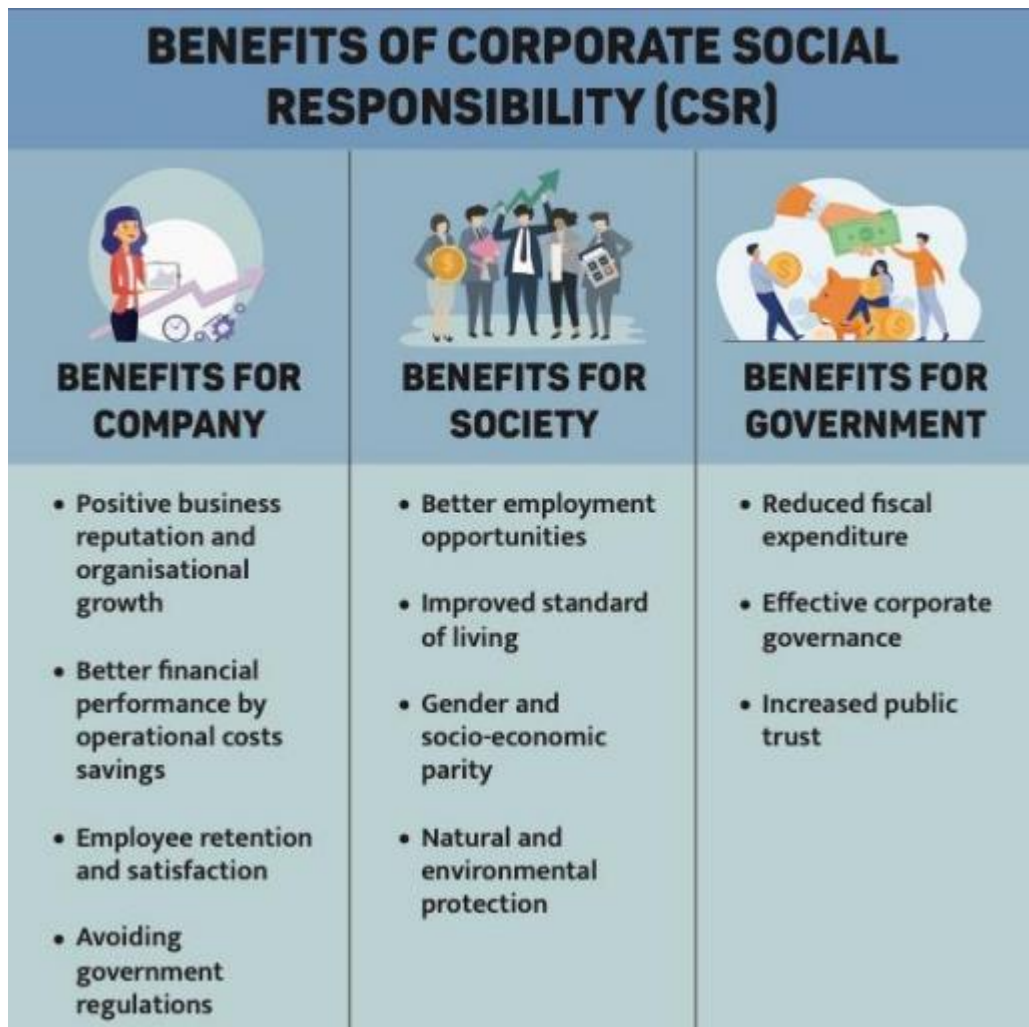 BENEFITS OF CORPORATE SOCIAL
RESPONSIBILITY (CSR)
BENEFITS FOR
COMPANY
• Positive business
reputation and
organisational
growth
• Better financial
performance by
operational costs
savings
• Employee retention
and satisfaction
• Avoiding
government
regulations
BENEFITS FOR
SOCIETY
• Better employment
opportunities
• Improved standard
of living
• Gender and
socio-economic
parity
• Natural and
environmental
protection
BENEFITS FOR
GOVERNMENT
• Reduced fiscal
expenditure
• Effective corporate
governance
• Increased public
trust